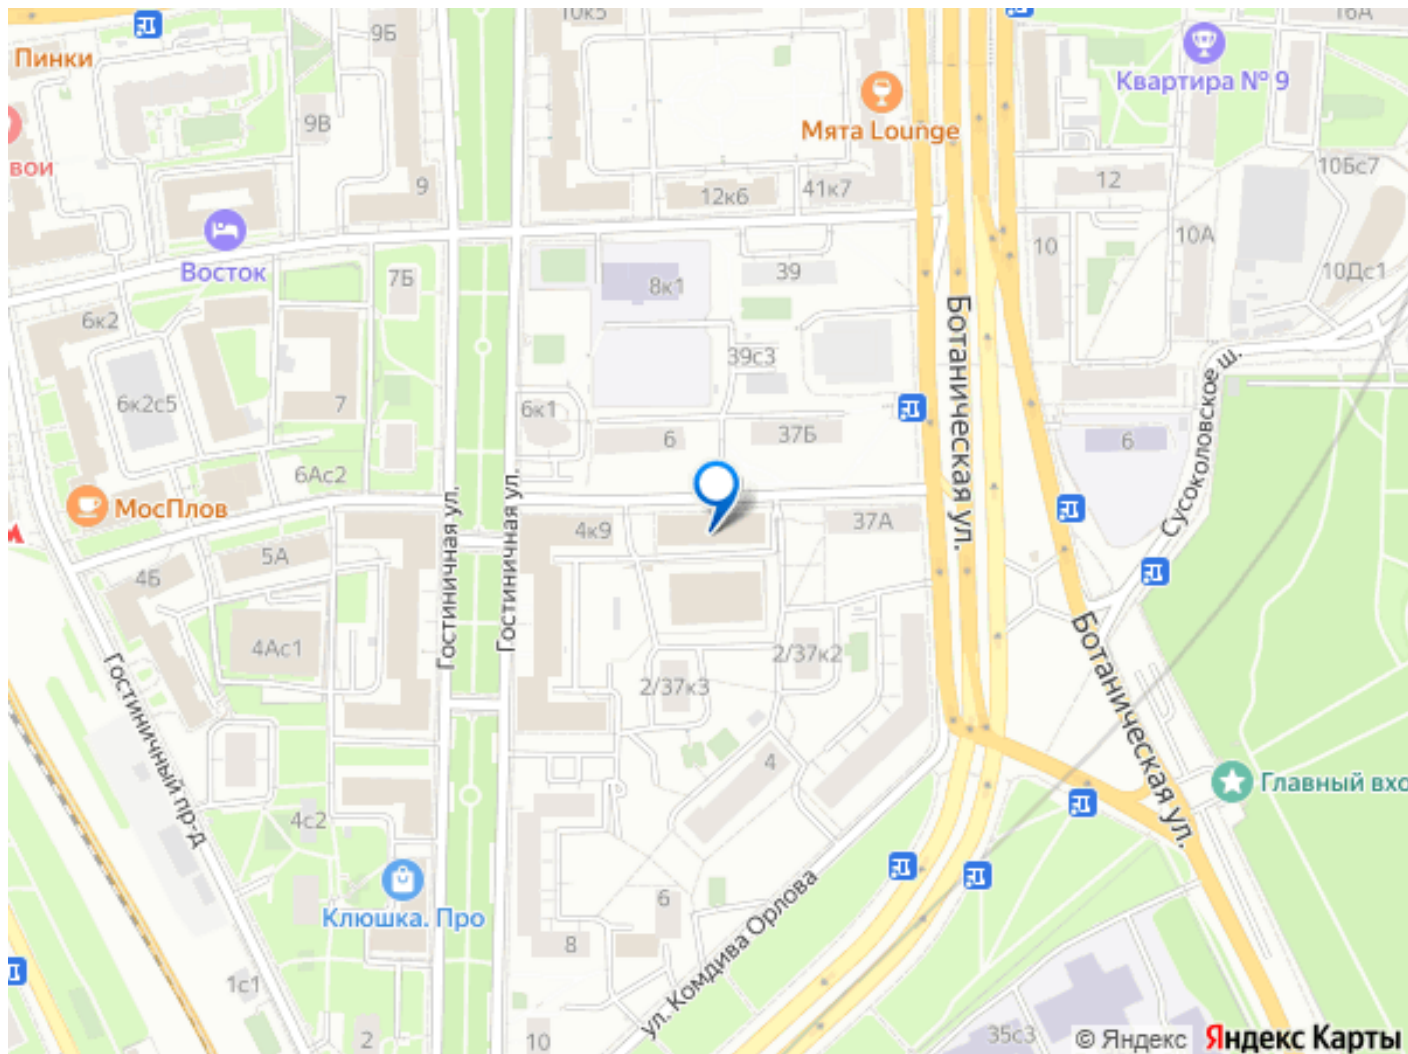 9Б
10к5
16А
Пинки
Квартира № 9
9В
Мята Lounge
вои
10Бс7
9
12к6
41к7
12
Восток
7Б
39
10
10А
10Дс1
8к1
6к2
Ботаническая ул.
39с3
Сусоколовское ш.
6к2с5
7
6к1
6
37Б
6
6Ас2
МосПлов
Гостиничная ул.
Гостиничная ул.
4к9
37А
5А
4Б
4Ас1
2/37к2
2/37к3
Ботаническая ул.
Гостиничный пр-д
4
Главный вхо
4с2
Клюшка. Про
6
ул. Комдива Орлова
8
1с1
2
10
35с3
© Яндекс Яндекс Карты